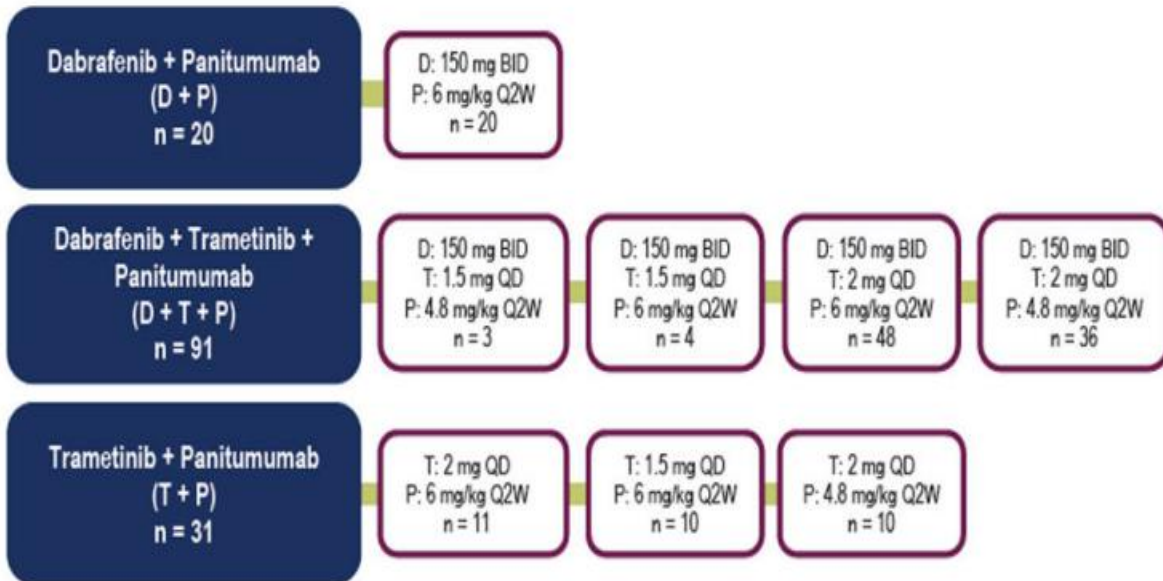 Dabrafenib + Panitumumab
(D + P)
n = 20
D: 150 mg BID
P: 6 mg/kg Q2W
n = 20
Dabrafenib + Trametinib +
Panitumumab
(D + T + P)
n = 91
D: 150 mg BID
T: 1.5 mg QD
P: 4.8 mg/kg Q2W
n = 3
D: 150 mg BID
T: 1.5 mg QD
P: 6 mg/kg Q2W
n = 4
D: 150 mg BID
T: 2 mg QD
P: 6 mg/kg Q2W
n = 48
D: 150 mg BID
T: 2 mg QD
P: 4.8 mg/kg Q2W
n = 36
Trametinib + Panitumumab
(T + P)
n = 31
T: 2 mg QD
P: 6 mg/kg Q2W
n = 11
T: 1.5 mg QD
P: 6 mg/kg Q2W
n = 10
T: 2 mg QD
P: 4.8 mg/kg Q2W
n = 10